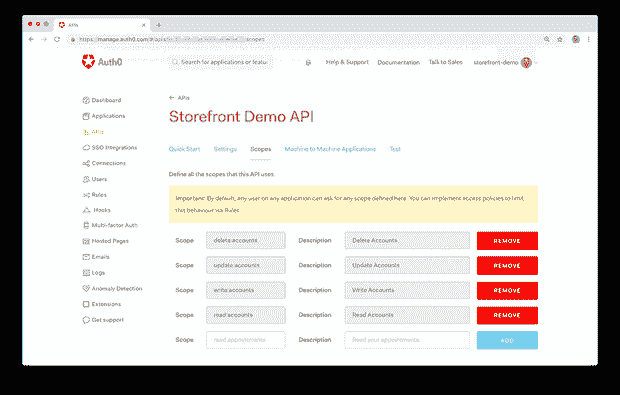 APIs
https://manage.auth0.com/#/apis/
/scopes
Auth0
Search for applications or featur
Help & Support
Documentation
Talk to Sales
storefront-demo
Dashboard
Applications
APIs
SSO Integrations
Connections
Users
Rules
Hooks
Multi-factor Auth
Hosted Pages
Emails
Logs
Anomaly Detection
Extensions
Get support
← APIs
Storefront Demo API
Quick Start
Settings
Scopes
Machine to Machine Applications
Test
Define all the scopes that this API uses.
Important: By default, any user on any application can ask for any scope defined here. You can implement access policies to limit
this behaviour via Rules.
Scope delete:accounts Description Delete Accounts REMOVE
Scope update:accounts Description Update Accounts REMOVE
Scope write:accounts Description Write Accounts REMOVE
Scope read:accounts Description Read Accounts REMOVE
Scope Description Read your appointments ADD